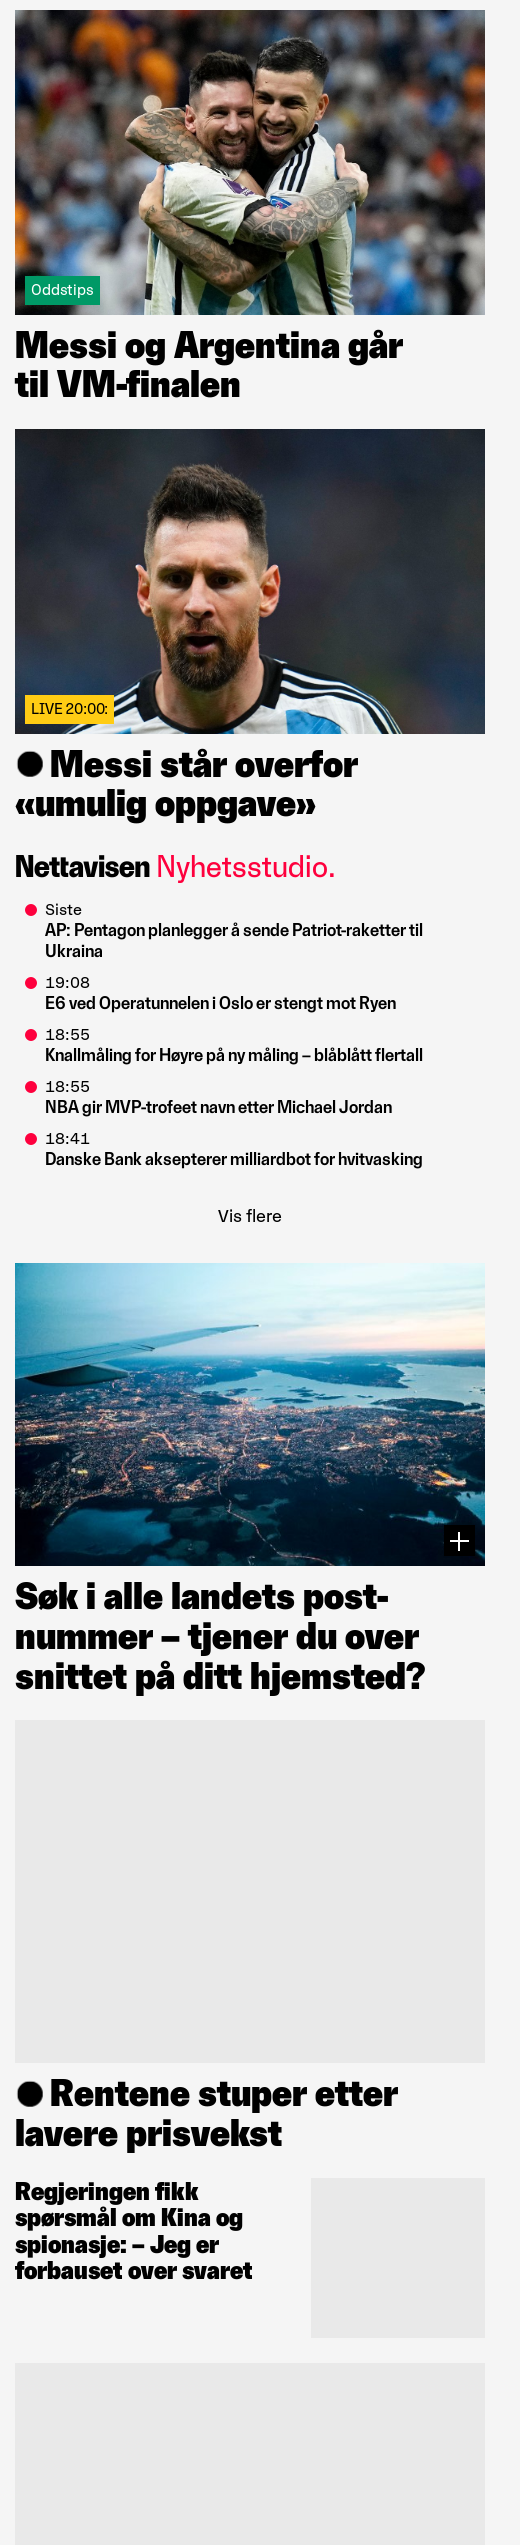 Oddstips
Messi og Argentina går
til VM-finalen
LIVE 20:00:
Messi står overfor
«umulig oppgave»
Nettavisen Nyhetsstudio.
Siste
AP: Pentagon planlegger å sende Patriot-raketter til
Ukraina
19:08
E6 ved Operatunnelen i Oslo er stengt mot Ryen
18:55
Knallmåling for Høyre på ny måling – blåblått flertall
18:55
NBA gir MVP-trofeet navn etter Michael Jordan
18:41
Danske Bank aksepterer milliardbot for hvitvasking
Vis flere
Søk i alle landets post-
nummer – tjener du over
snittet på ditt hjemsted?
Rentene stuper etter
lavere prisvekst
Regjeringen fikk
spørsmål om Kina og
spionasje: – Jeg er
forbauset over svaret